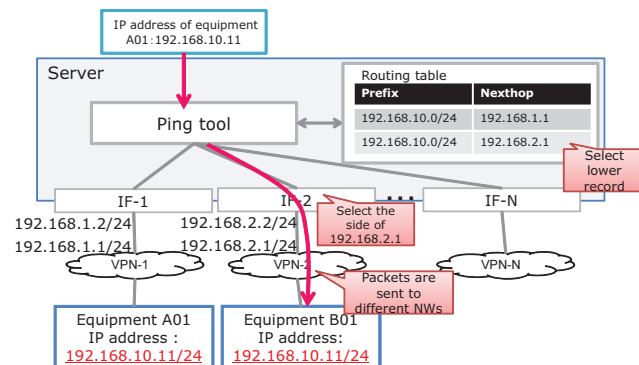 IP address of equipment
A01:192.168.10.11
Server
Routing table
Prefix Nexthop
192.168.10.0/24 192.168.1.1
192.168.10.0/24 192.168.2.1
Ping tool
Select
lower
record
IF-1 IF-2 ... IF-N
192.168.1.2/24 192.168.2.2/24
Select the
side of
192.168.2.1
192.168.1.1/24 192.168.2.1/24
VPN-1 VPN-2 VPN-N
Packets are
sent to
different NWs
Equipment A01
IP address :
192.168.10.11/24
Equipment B01
IP address:
192.168.10.11/24